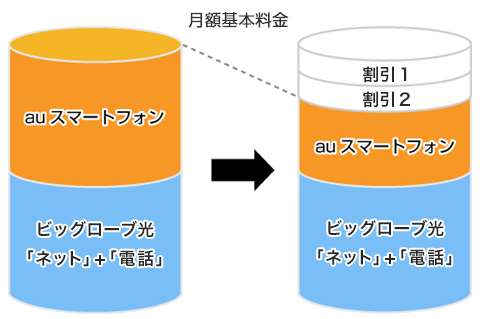 月額基本料金
auスマートフォン
ビッグローブ光
「ネット」+「電話」
割引1
割引2
auスマートフォン
ビッグローブ光
「ネット」+「電話」